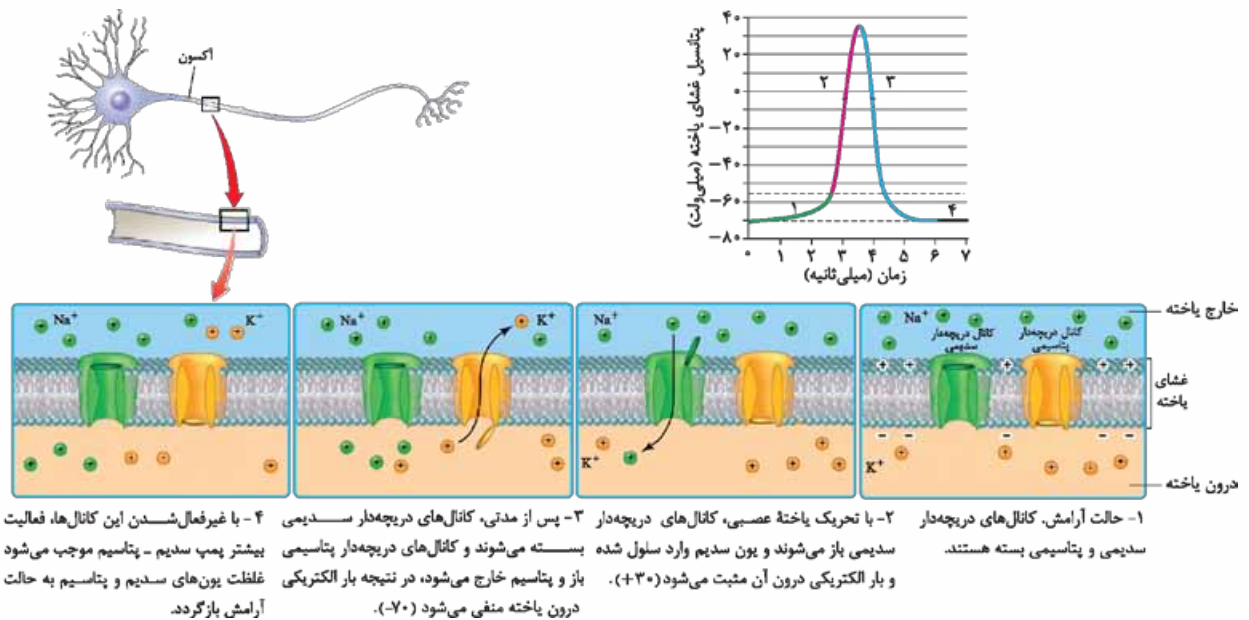 آکسون
پتانسیل غشای یاخته (میلی‌ولت)
۴۰
۲۰
۰
−۲۰
−۴۰
−۶۰
−۸۰
۱
۲
۳
۴
۰ ۱ ۲ ۳ ۴ ۵ ۶ ۷
زمان (میلی‌ثانیه)
خارج یاخته
غشای
یاخته
درون یاخته
Na⁺
کانال دریچه‌دار
پتاسیمی
کانال دریچه‌دار
سدیمی
K⁺
Na⁺
K⁺
Na⁺
K⁺
Na⁺
K⁺
۱- حالت آرامش. کانال‌های دریچه‌دار
سدیمی و پتاسیمی بسته هستند.
۲- با تحریک یاختهٔ عصبی، کانال‌های دریچه‌دار
سدیمی باز می‌شوند و یون سدیم وارد سلول شده
و بار الکتریکی درون آن مثبت می‌شود (۳۰+).
۳- پس از مدتی، کانال‌های دریچه‌دار سدیمی
بسته می‌شوند و کانال‌های دریچه‌دار پتاسیمی
باز و پتاسیم خارج می‌شود، در نتیجه بار الکتریکی
درون یاخته منفی می‌شود (۷۰-).
۴- با غیرفعال‌شدن این کانال‌ها، فعالیت
بیشتر پمپ سدیم ـ پتاسیم موجب می‌شود
غلظت یون‌های سدیم و پتاسیم به حالت
آرامش بازگردد.